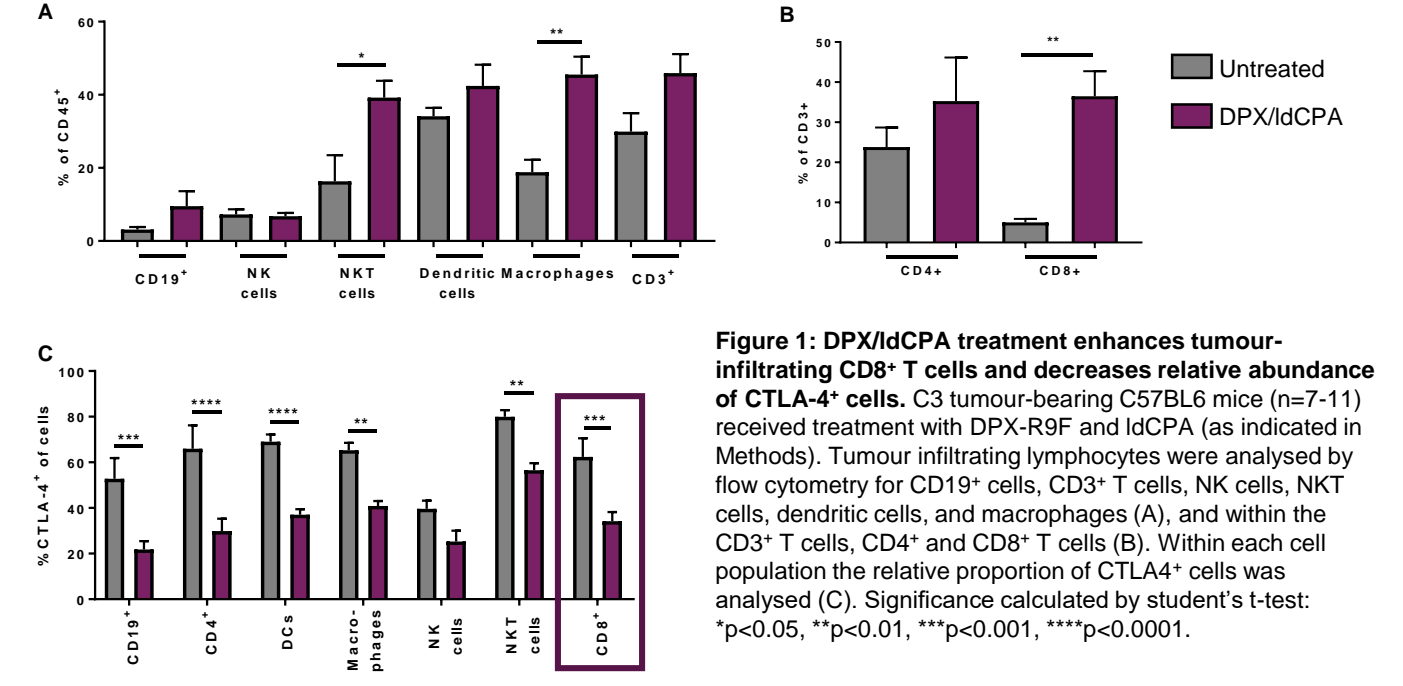 A
% of CD45+
60
40
20
0
*
**
CD19+
NK
cells
NKT
cells
Dendritic
cells
Macrophages
CD3+
B
% of CD3+
50
40
30
20
10
0
**
CD4+
CD8+
Untreated
DPX/ldCPA
C
%CTLA-4+ of cells
100
80
60
40
20
0
***
****
****
**
**
***
CD19+
CD4+
DCs
Macro-
phages
NK
cells
NKT
cells
CD8+
Figure 1: DPX/ldCPA treatment enhances tumour-
infiltrating CD8+ T cells and decreases relative abundance
of CTLA-4+ cells. C3 tumour-bearing C57BL6 mice (n=7-11)
received treatment with DPX-R9F and ldCPA (as indicated in
Methods). Tumour infiltrating lymphocytes were analysed by
flow cytometry for CD19+ cells, CD3+ T cells, NK cells, NKT
cells, dendritic cells, and macrophages (A), and within the
CD3+ T cells, CD4+ and CD8+ T cells (B). Within each cell
population the relative proportion of CTLA4+ cells was
analysed (C). Significance calculated by student's t-test:
*p<0.05, **p<0.01, ***p<0.001, ****p<0.0001.